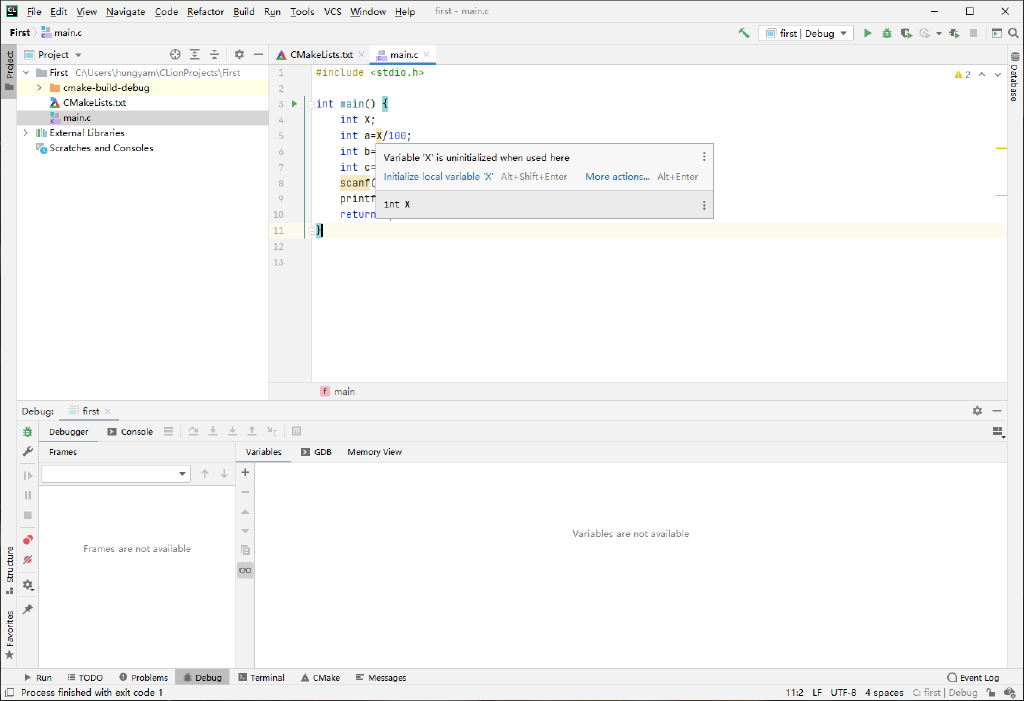 File Edit View Navigate Code Refactor Build Run Tools VCS Window Help first - main.c
First main.c first | Debug
Project CMakeLists.txt main.c
Project
First C:\Users\hungyam\CLionProjects\First
cmake-build-debug
CMakeLists.txt
main.c
External Libraries
Scratches and Consoles
Database
2
1 #include <stdio.h>
2
3 int main() {
4 int X;
5 int a=X/100;
6 int b=
7 int c=
8 scanf(
9 printf
10 return
11 }
12
13
Variable 'X' is uninitialized when used here
Initialize local variable 'X' Alt+Shift+Enter More actions... Alt+Enter
int X
f main
Debug: first
Debugger Console
Frames Variables GDB Memory View
Frames are not available
Variables are not available
Structure
Favorites
Run TODO Problems Debug Terminal CMake Messages Event Log
Process finished with exit code 1 11:2 LF UTF-8 4 spaces C: first | Debug